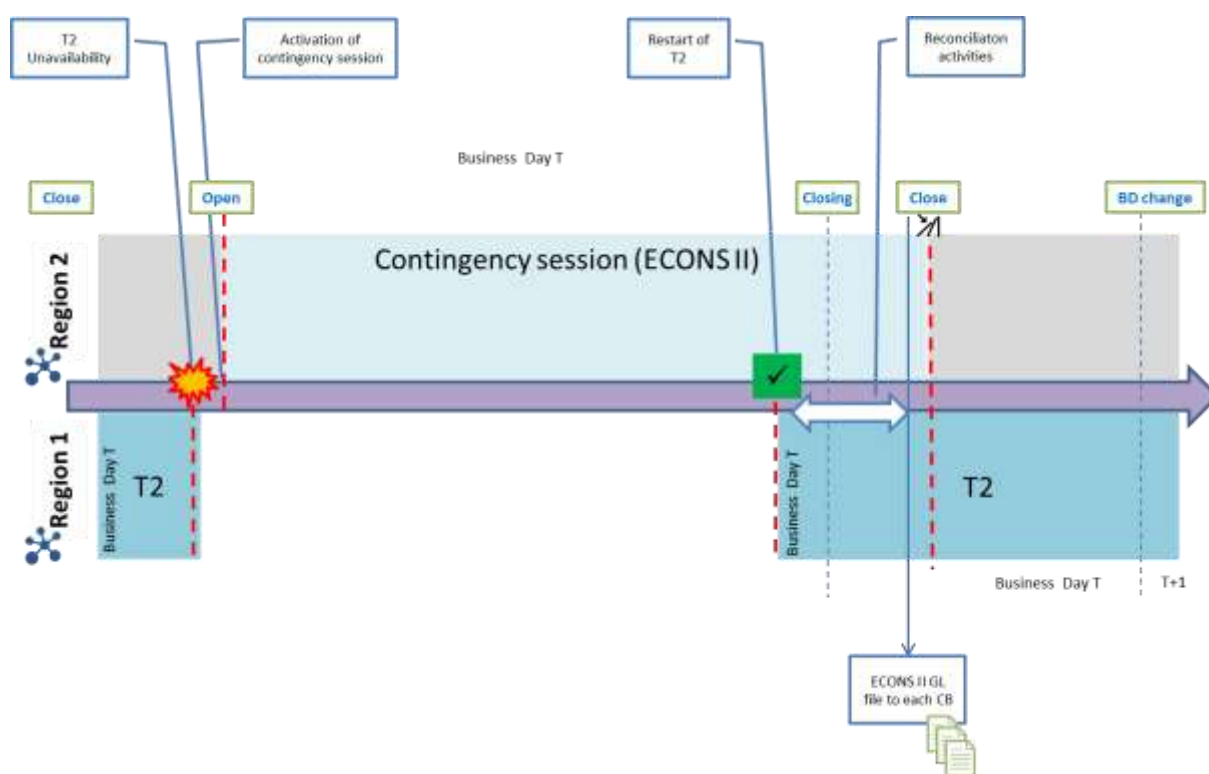 T2
Unavailability
Activation of
contingency session
Restart of
T2
Reconciliaton
activities
Business Day T
Close
Open
Closing
Close
BD change
Region 2
Contingency session (ECONS II)
Region 1
Business Day T
T2
Business Day T
T2
Business Day T
T+1
ECONS II GL
file to each CB